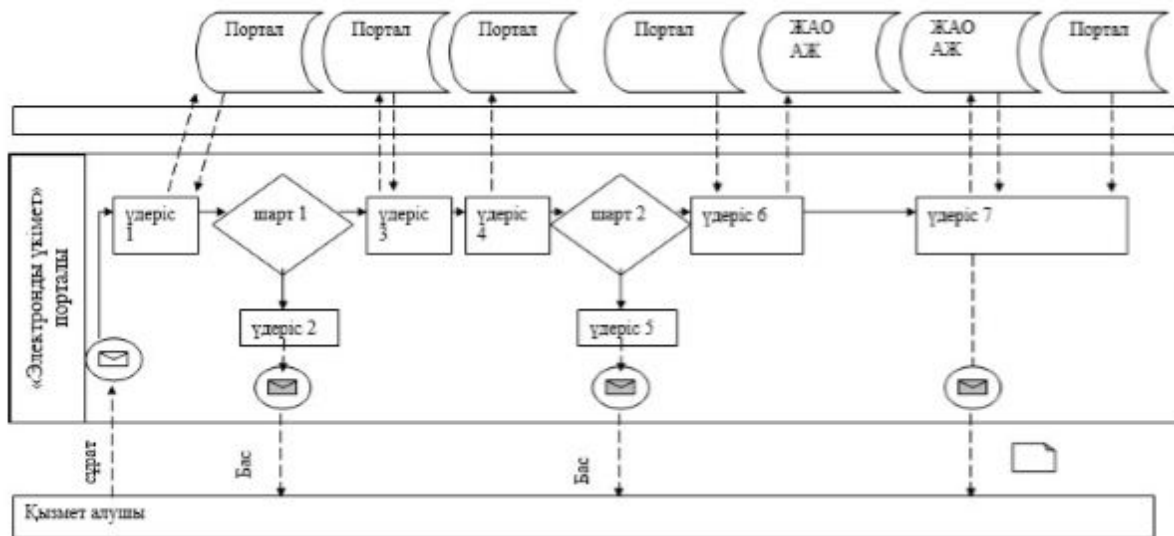 Портал
Портал
Портал
Портал
ЖАО
АЖ
ЖАО
АЖ
Портал
«Электронды үкімет»
порталы
үдеріс
1
шарт 1
үдеріс
3
үдеріс
4
шарт 2
үдеріс 6
үдеріс 7
үдеріс 2
үдеріс 5
сұрат
Бас
Бас
Қызмет алушы